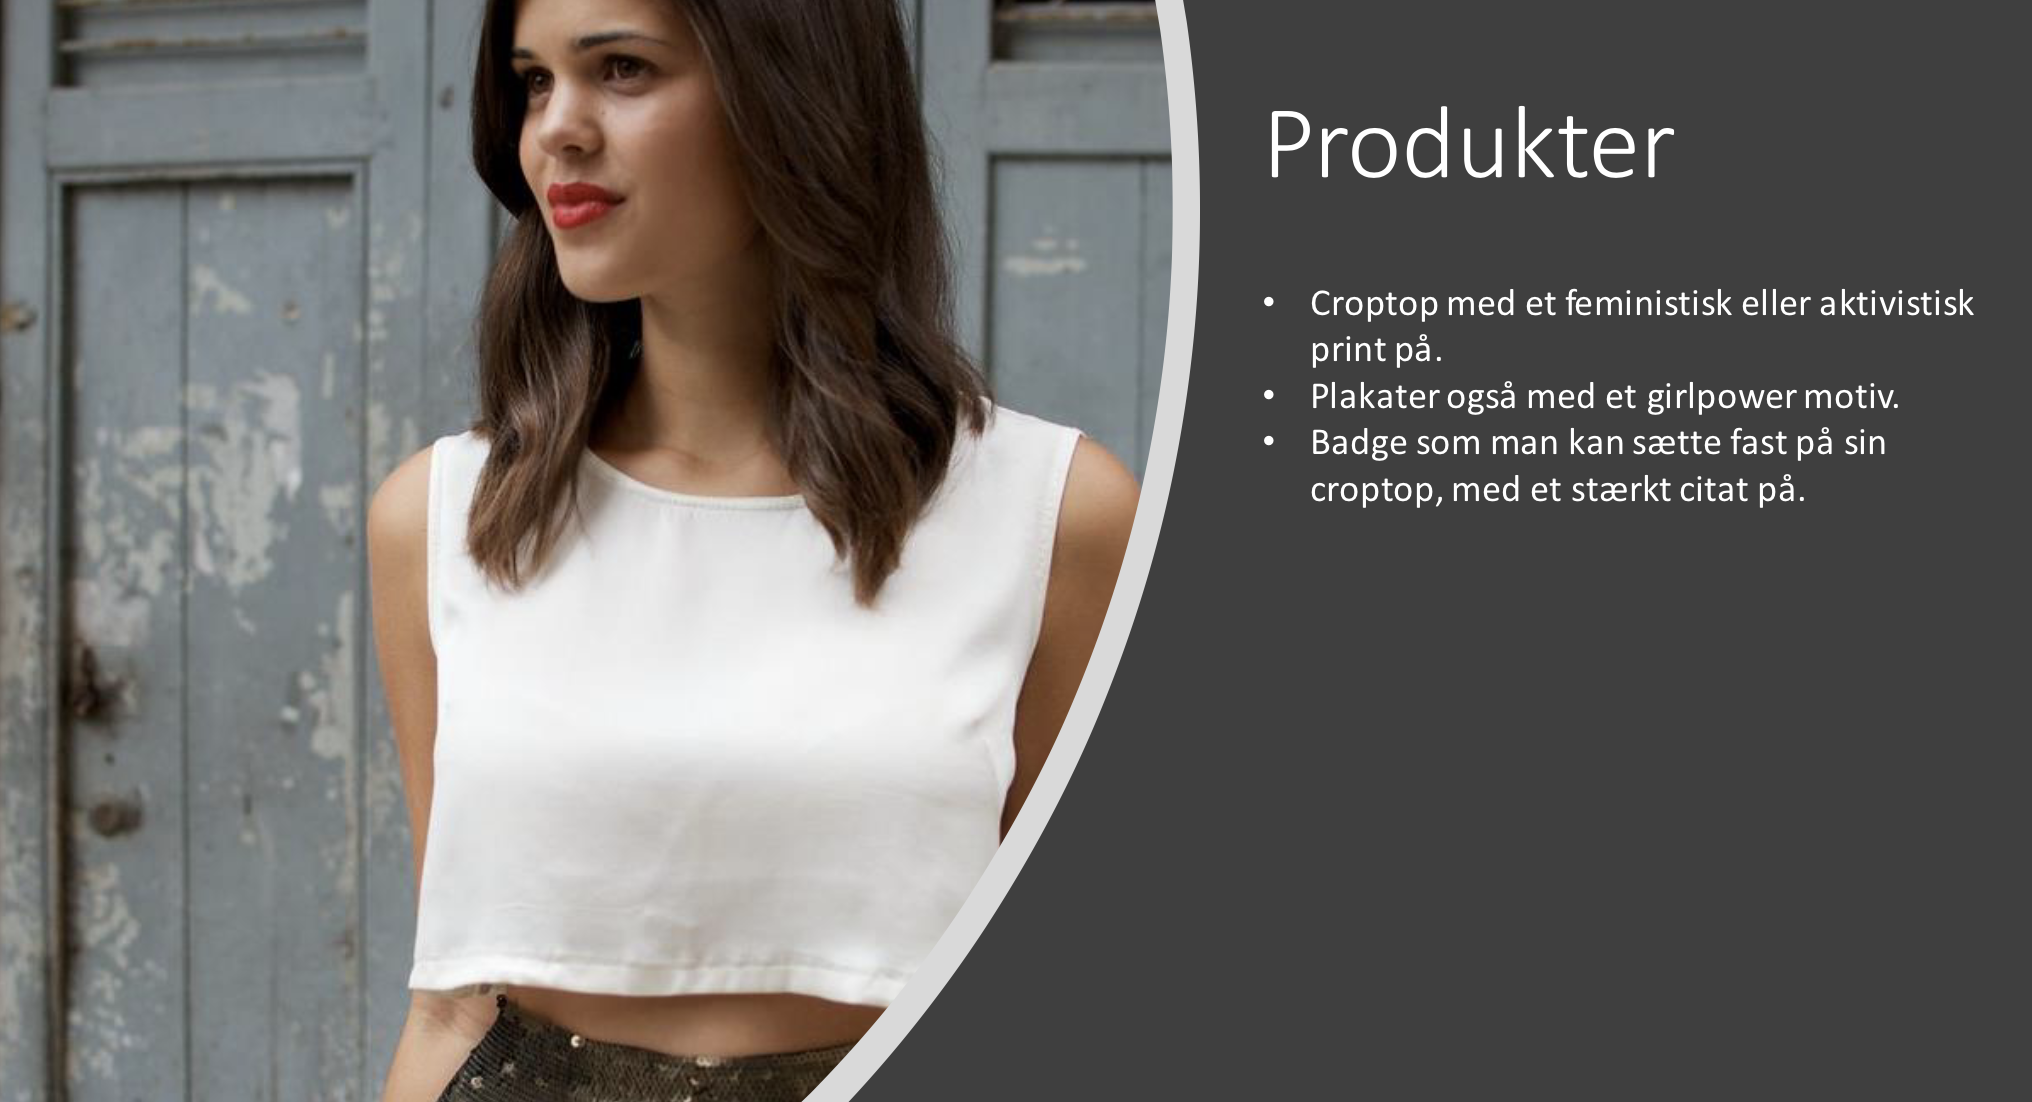 Produkter
• Croptop med et feministisk eller aktivistisk
print på.
• Plakater også med et girlpower motiv.
• Badge som man kan sætte fast på sin
croptop, med et stærkt citat på.